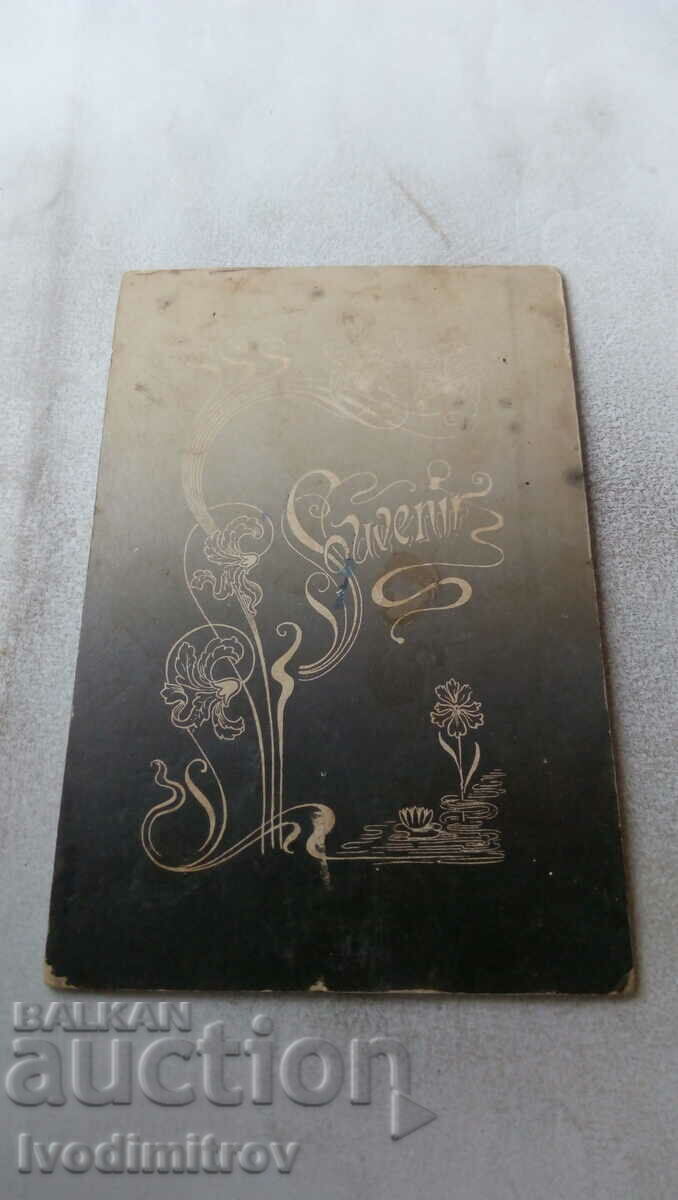 Souvenir
BALKAN
auction
Ivodimitrov